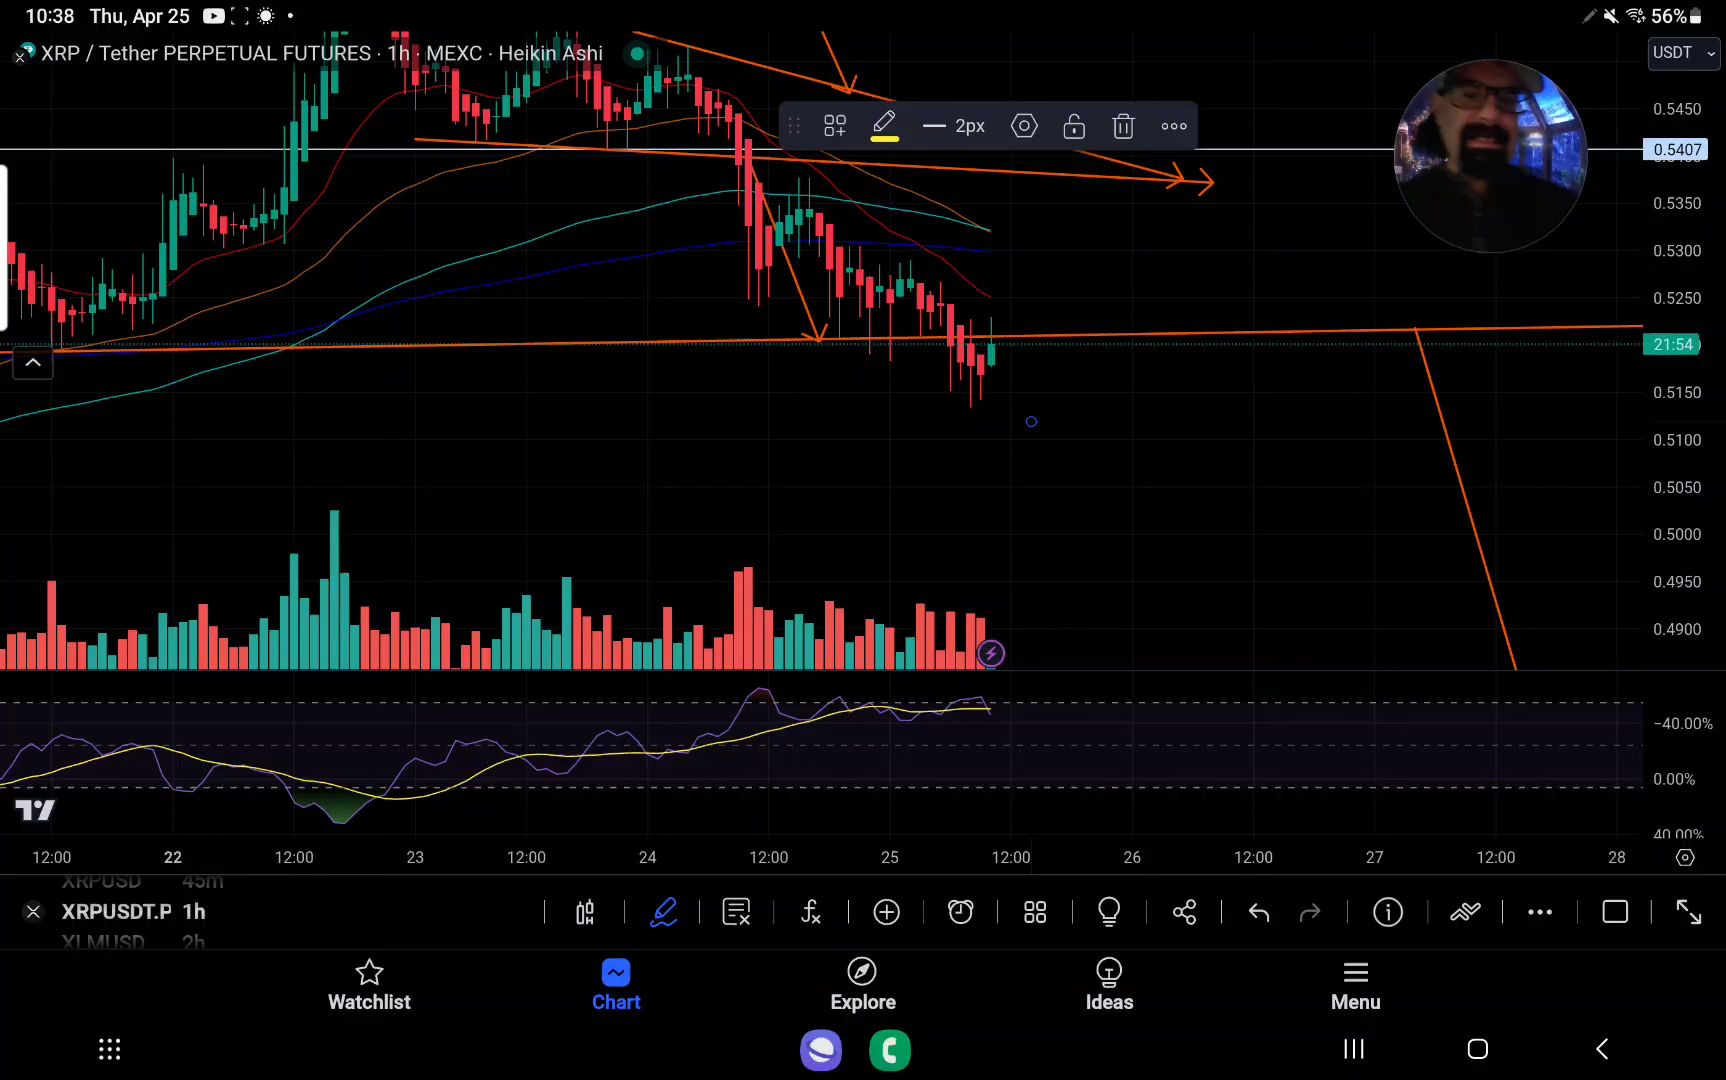 10:38 Thu, Apr 25
56%
XRP / Tether PERPETUAL FUTURES · 1h · MEXC · Heikin Ashi
USDT
2px
0.5450
0.5407
0.5350
0.5300
0.5250
21:54
0.5150
0.5100
0.5050
0.5000
0.4950
0.4900
−40.00%
0.00%
40.00%
12:00 22 12:00 23 12:00 24 12:00 25 12:00 26 12:00 27 12:00 28
XRPUSD 45m
XRPUSDT.P 1h
XLMUSD 2h
Watchlist
Chart
Explore
Ideas
Menu